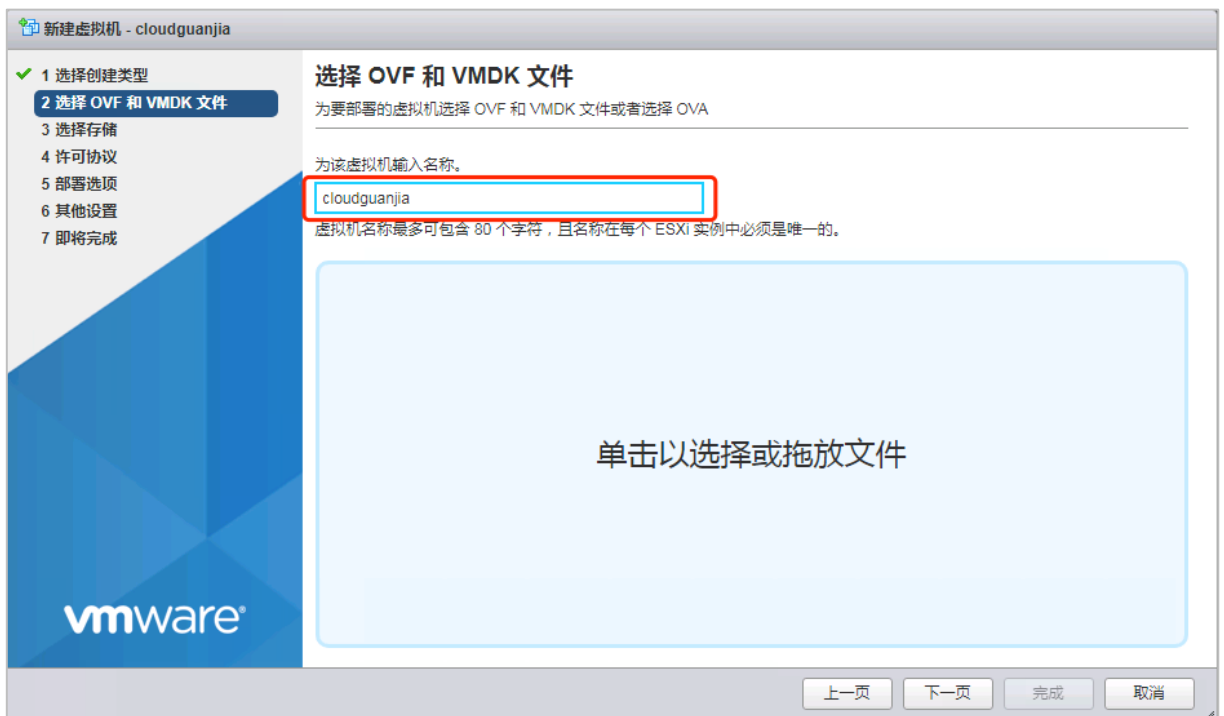 新建虚拟机 - cloudguanjia
1 选择创建类型
2 选择 OVF 和 VMDK 文件
3 选择存储
4 许可协议
5 部署选项
6 其他设置
7 即将完成
vmware®
选择 OVF 和 VMDK 文件
为要部署的虚拟机选择 OVF 和 VMDK 文件或者选择 OVA
为该虚拟机输入名称。
cloudguanjia
虚拟机名称最多可包含 80 个字符，且名称在每个 ESXi 实例中必须是唯一的。
单击以选择或拖放文件
上一页
下一页
完成
取消